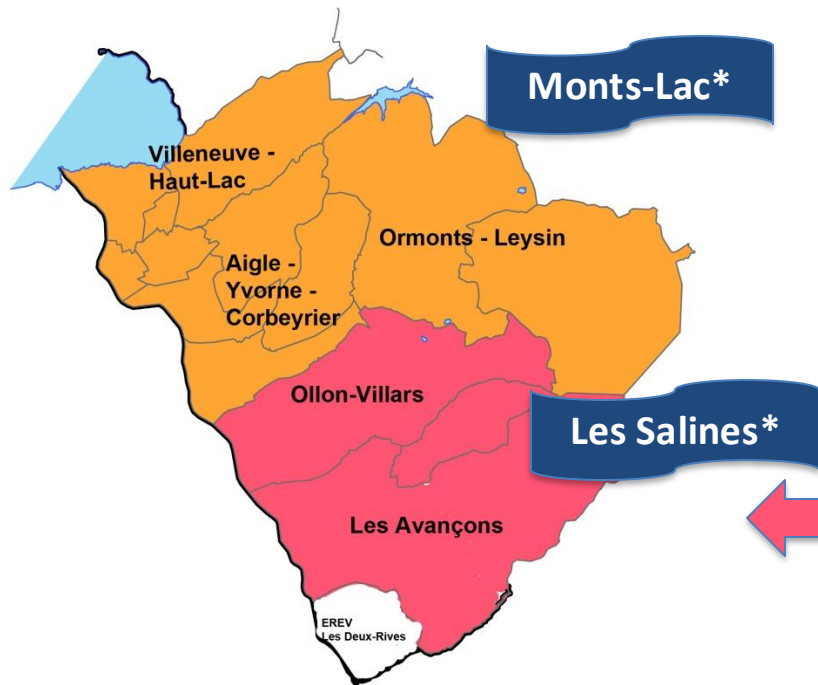 Monts-Lac*
Villeneuve -
Haut-Lac
Ormonts - Leysin
Aigle -
Yvorne -
Corbeyrier
Ollon-Villars
Les Salines*
Les Avançons
EREV
Les Deux-Rives